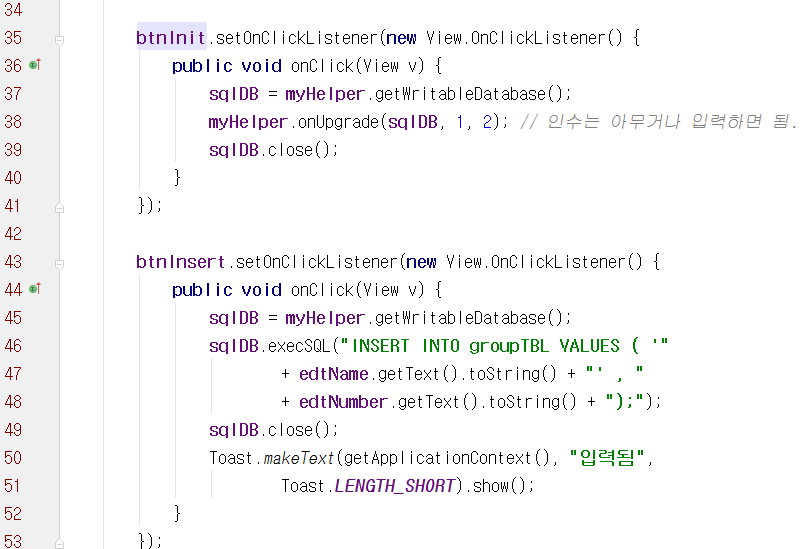 34
35 btnInit.setOnClickListener(new View.OnClickListener() {
36 public void onClick(View v) {
37 sqlDB = myHelper.getWritableDatabase();
38 myHelper.onUpgrade(sqlDB, 1, 2); // 인수는 아무거나 입력하면 됨.
39 sqlDB.close();
40 }
41 });
42
43 btnInsert.setOnClickListener(new View.OnClickListener() {
44 public void onClick(View v) {
45 sqlDB = myHelper.getWritableDatabase();
46 sqlDB.execSQL("INSERT INTO groupTBL VALUES ( '"
47 + edtName.getText().toString() + "' , "
48 + edtNumber.getText().toString() + ");");
49 sqlDB.close();
50 Toast.makeText(getApplicationContext(), "입력됨",
51 Toast.LENGTH_SHORT).show();
52 }
53 });